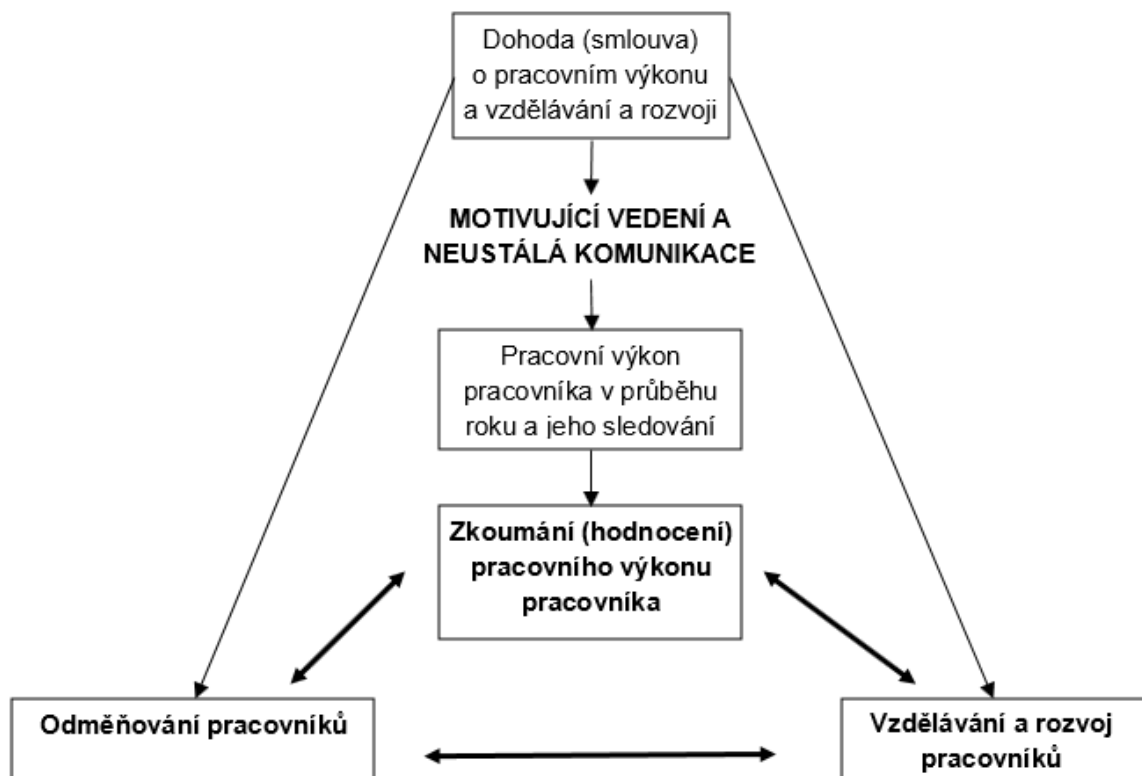 Dohoda (smlouva)
o pracovním výkonu
a vzdělávání a rozvoji
MOTIVUJÍCÍ VEDENÍ A
NEUSTÁLÁ KOMUNIKACE
Pracovní výkon
pracovníka v průběhu
roku a jeho sledování
Zkoumání (hodnocení)
pracovního výkonu
pracovníka
Odměňování pracovníků
Vzdělávání a rozvoj
pracovníků